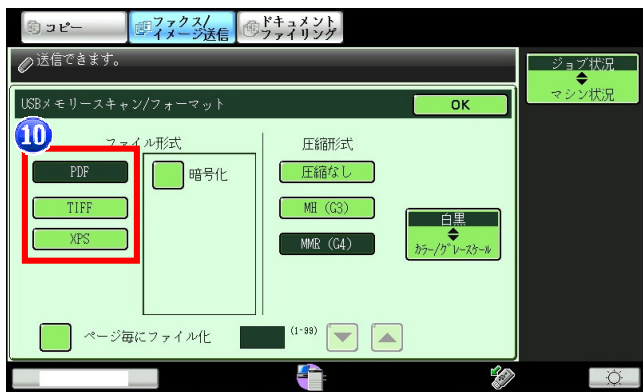 コピー
ファクス/
イメージ送信
ドキュメント
ファイリング
送信できます。
ジョブ状況
マシン状況
USBメモリースキャン/フォーマット
OK
10
ファイル形式
圧縮形式
PDF
暗号化
圧縮なし
TIFF
MH (G3)
白黒
カラー/グレースケール
XPS
MMR (G4)
ページ毎にファイル化
(1-99)